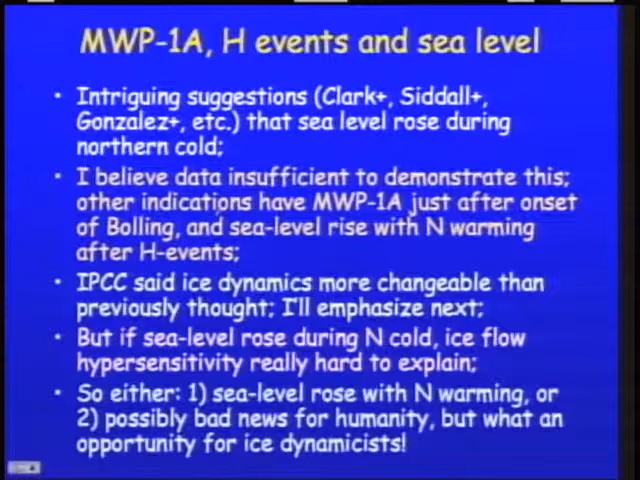 MWP-1A, H events and sea level
• Intriguing suggestions (Clark+, Siddall+,
Gonzalez+, etc.) that sea level rose during
northern cold;
• I believe data insufficient to demonstrate this;
other indications have MWP-1A just after onset
of Bolling, and sea-level rise with N warming
after H-events;
• IPCC said ice dynamics more changeable than
previously thought; I'll emphasize next;
• But if sea-level rose during N cold, ice flow
hypersensitivity really hard to explain;
• So either: 1) sea-level rose with N warming, or
2) possibly bad news for humanity, but what an
opportunity for ice dynamicists!